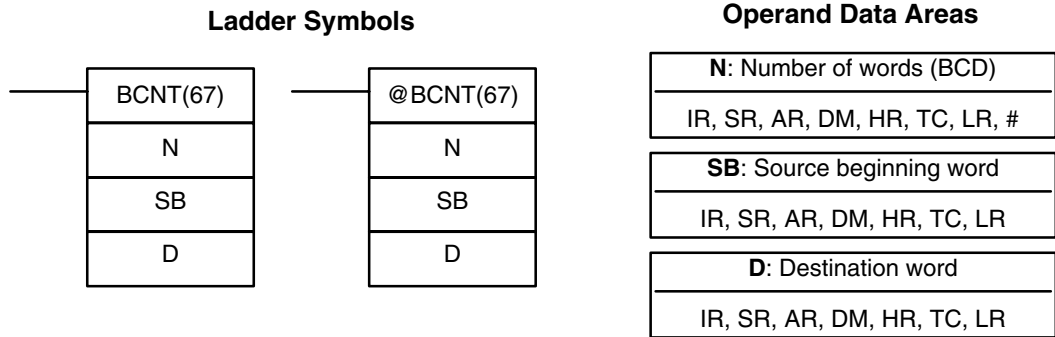 Ladder Symbols
BCNT(67)
N
SB
D
@BCNT(67)
N
SB
D
Operand Data Areas
N: Number of words (BCD)
IR, SR, AR, DM, HR, TC, LR, #
SB: Source beginning word
IR, SR, AR, DM, HR, TC, LR
D: Destination word
IR, SR, AR, DM, HR, TC, LR